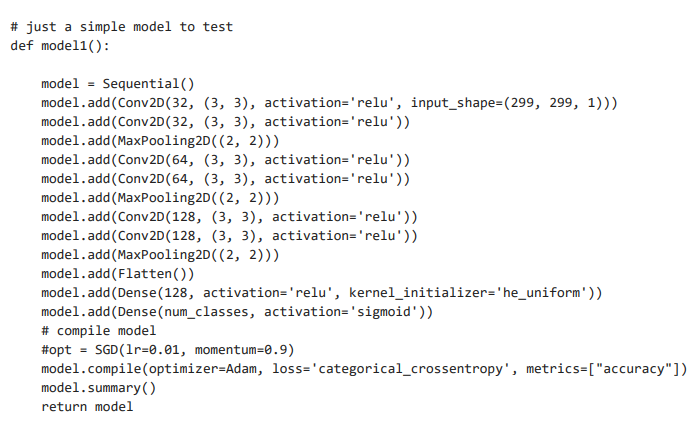 # just a simple model to test
def model1():
    model = Sequential()
    model.add(Conv2D(32, (3, 3), activation='relu', input_shape=(299, 299, 1)))
    model.add(Conv2D(32, (3, 3), activation='relu'))
    model.add(MaxPooling2D((2, 2)))
    model.add(Conv2D(64, (3, 3), activation='relu'))
    model.add(Conv2D(64, (3, 3), activation='relu'))
    model.add(MaxPooling2D((2, 2)))
    model.add(Conv2D(128, (3, 3), activation='relu'))
    model.add(Conv2D(128, (3, 3), activation='relu'))
    model.add(MaxPooling2D((2, 2)))
    model.add(Flatten())
    model.add(Dense(128, activation='relu', kernel_initializer='he_uniform'))
    model.add(Dense(num_classes, activation='sigmoid'))
    # compile model
    #opt = SGD(lr=0.01, momentum=0.9)
    model.compile(optimizer=Adam, loss='categorical_crossentropy', metrics=["accuracy"])
    model.summary()
    return model